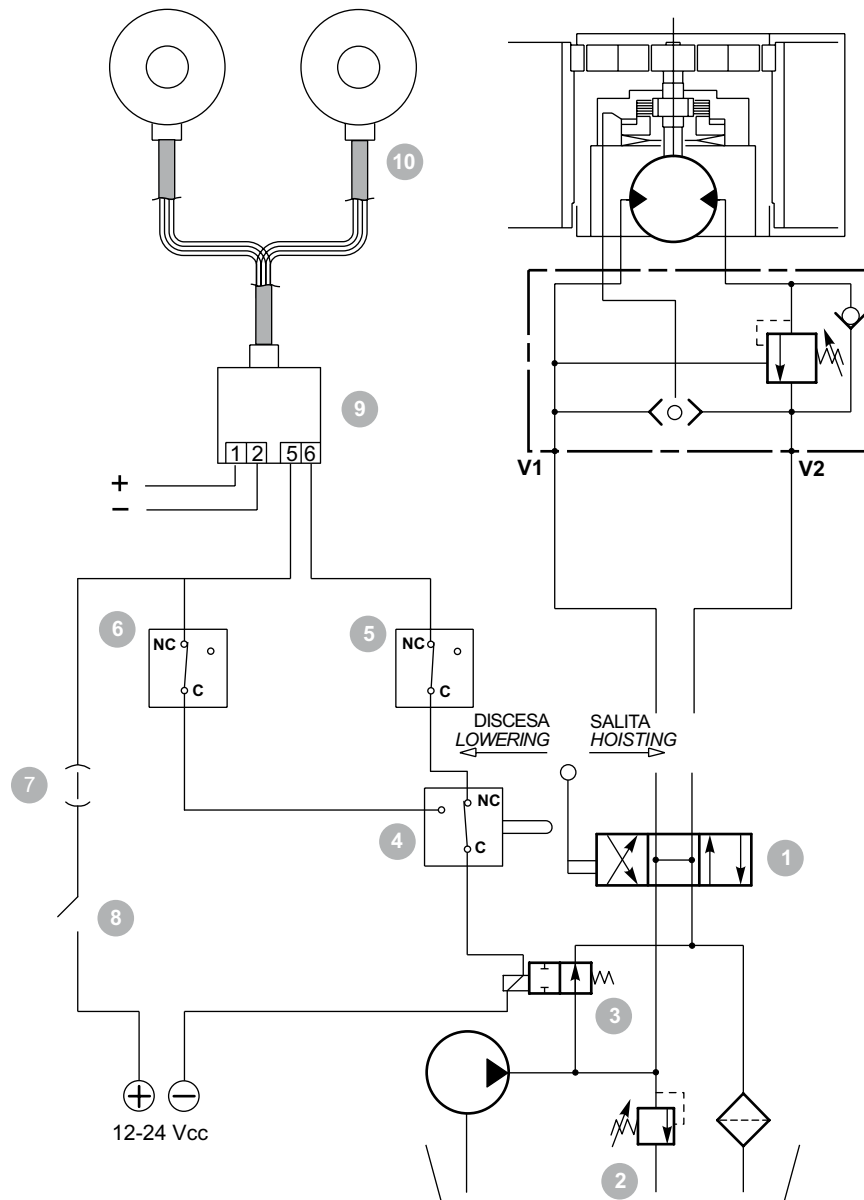 10
9
1 2 5 6
+
−
V1
V2
6
NC
C
5
NC
C
DISCESA
LOWERING
SALITA
HOISTING
7
4
NC
C
1
8
3
+ −
12-24 Vcc
2